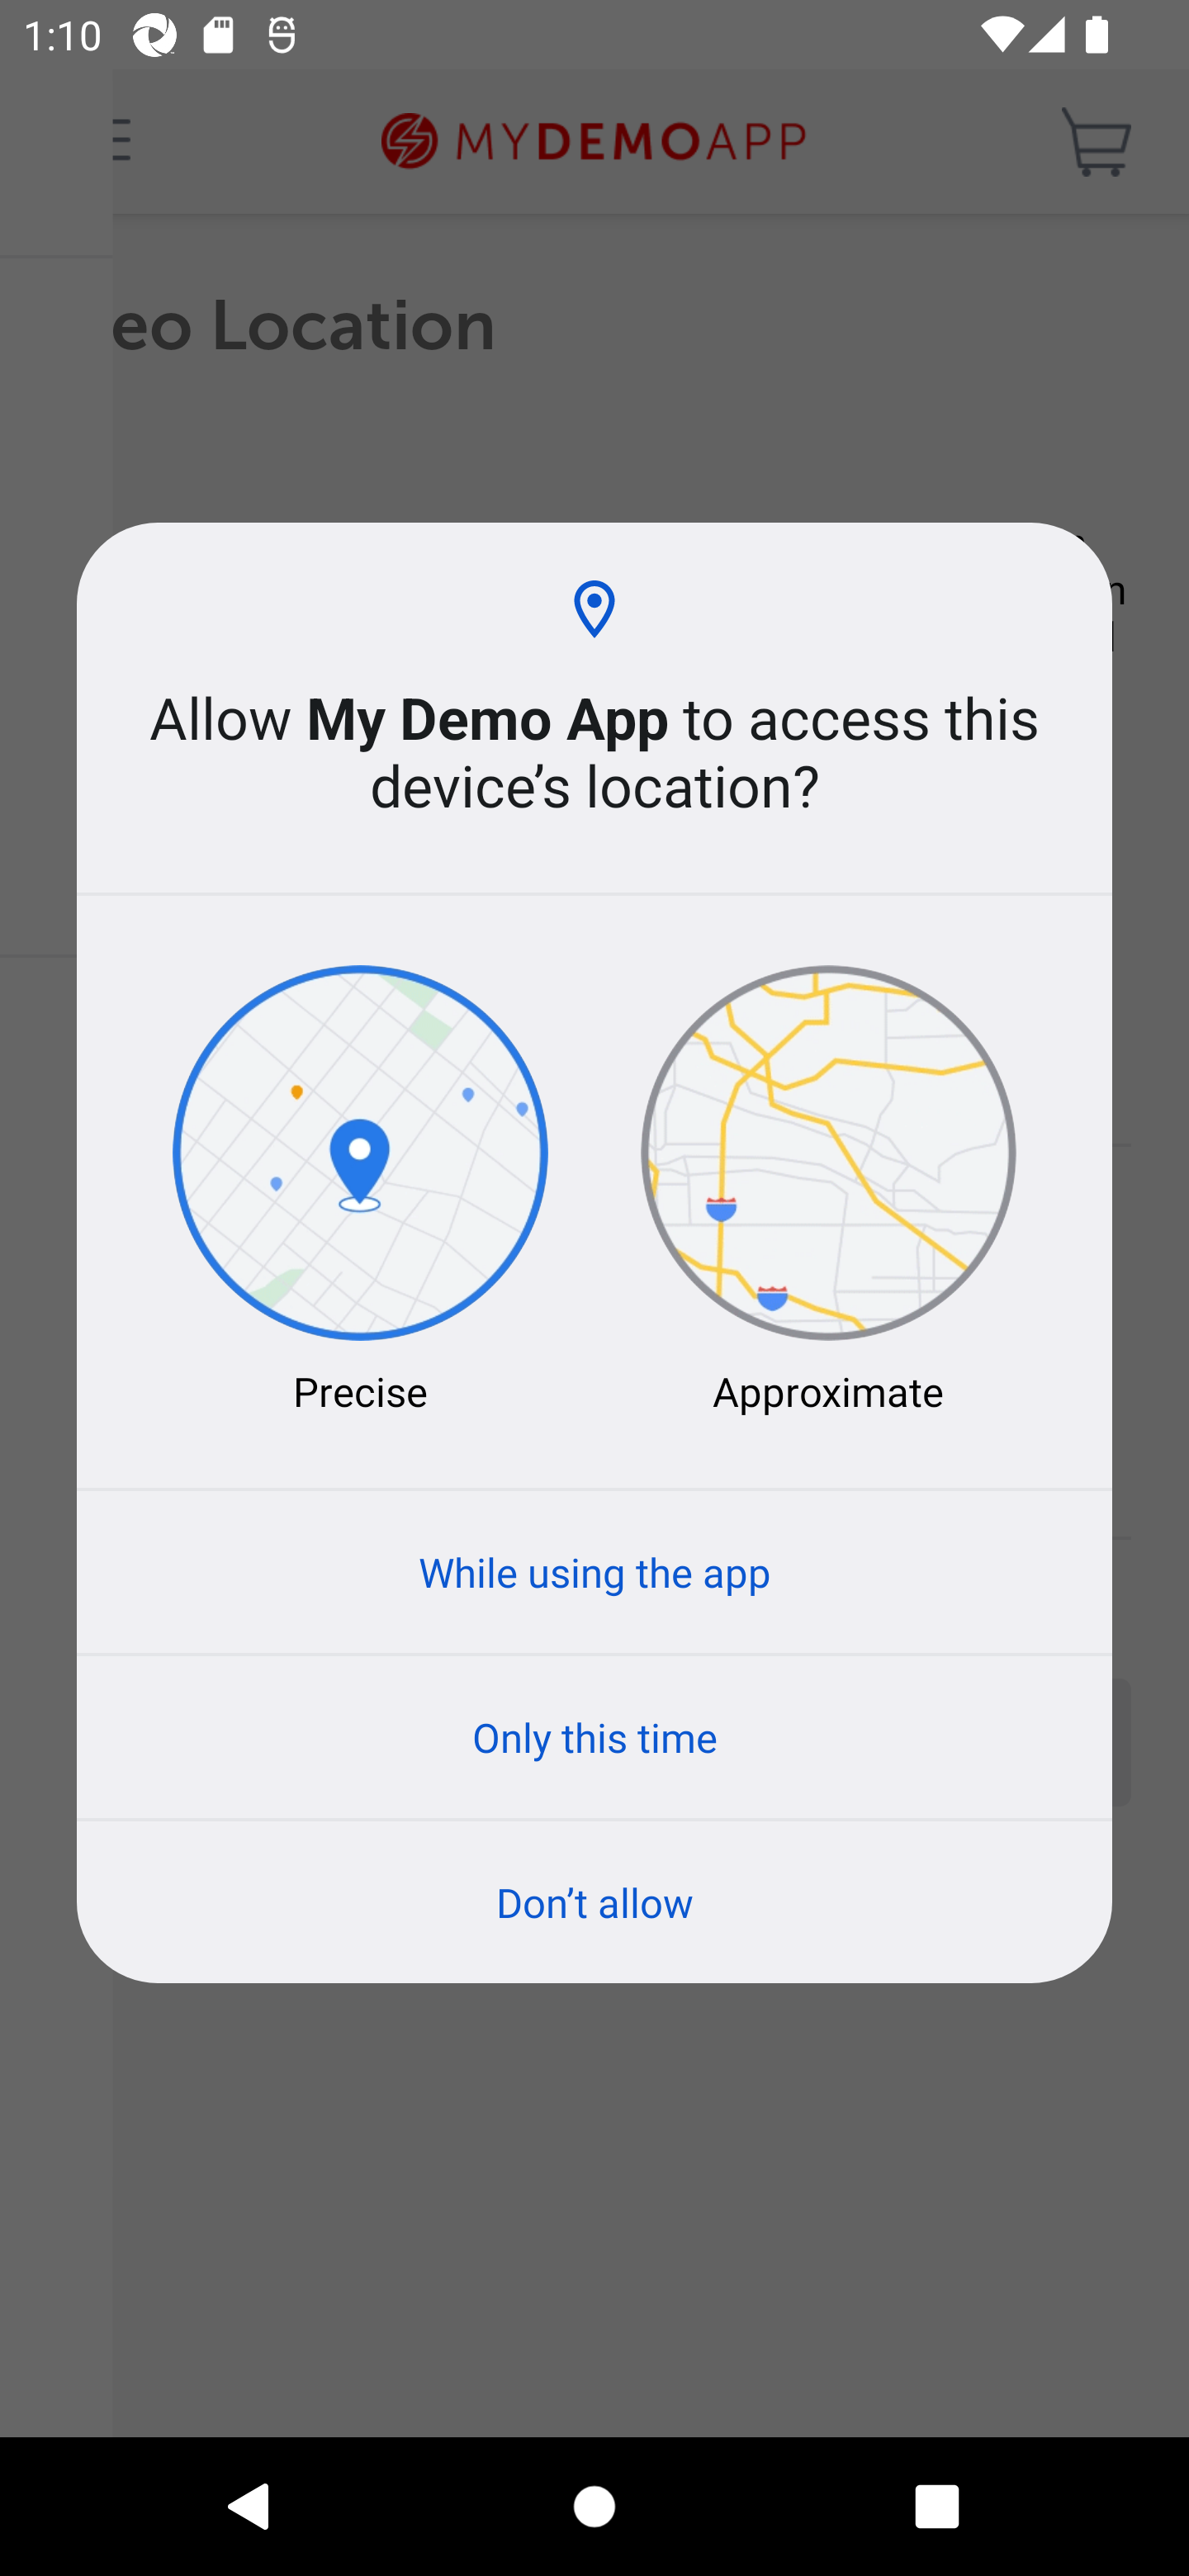 1:10
MYDEMOAPP
eo Location
Allow My Demo App to access this
device’s location?
Precise
Approximate
While using the app
Only this time
Don’t allow